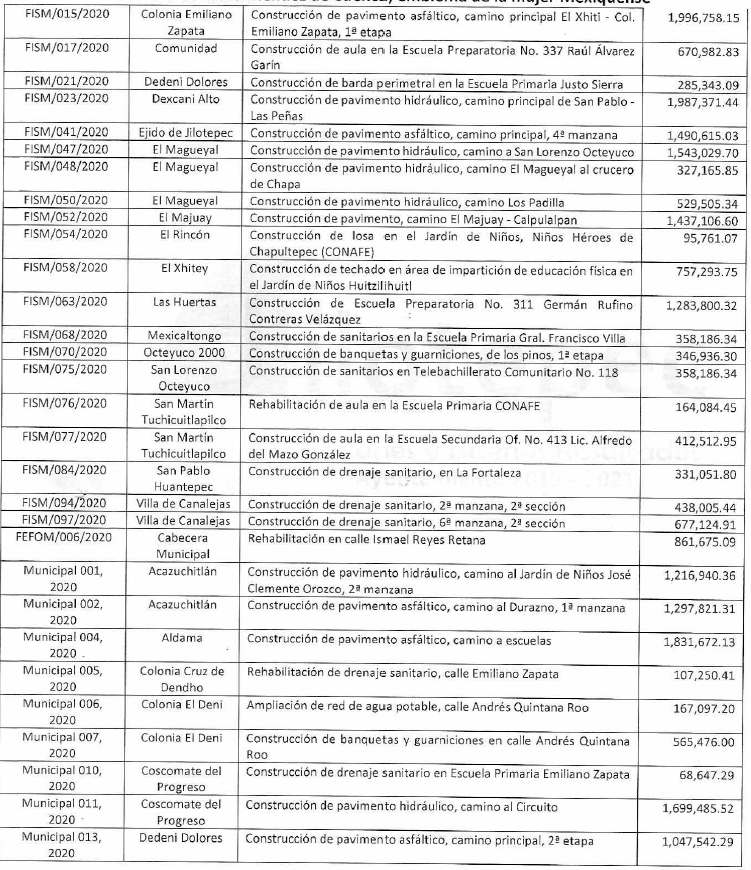 emblema de la mujer Mexiquense
FISM/015/2020 Colonia Emiliano Construcción de pavimento asfáltico, camino principal El Xhiti - Col. 1,996,758.15
Zapata Emiliano Zapata, 1ª etapa
FISM/017/2020 Comunidad Construcción de aula en la Escuela Preparatoria No. 337 Raúl Álvarez 670,982.83
Garín
FISM/021/2020 Dedeni Dolores Construcción de barda perimetral en la Escuela Primaria Justo Sierra 285,343.09
FISM/023/2020 Dexcani Alto Construcción de pavimento hidráulico, camino principal de San Pablo - 1,987,371.44
Las Peñas
FISM/041/2020 Ejido de Jilotepec Construcción de pavimento asfáltico, camino principal, 4ª manzana 1,490,615.03
FISM/047/2020 El Magueyal Construcción de pavimento hidráulico, camino a San Lorenzo Octeyuco 1,543,029.70
FISM/048/2020 El Magueyal Construcción de pavimento hidráulico, camino El Magueyal al crucero 327,165.85
de Chapa
FISM/050/2020 El Magueyal Construcción de pavimento hidráulico, camino Los Padilla 529,505.34
FISM/052/2020 El Majuay Construcción de pavimento, camino El Majuay - Calpulalpan 1,437,106.60
FISM/054/2020 El Rincón Construcción de losa en el Jardín de Niños, Niños Héroes de 95,761.07
Chapultepec (CONAFE)
FISM/058/2020 El Xhitey Construcción de techado en área de impartición de educación física en 757,293.75
el Jardín de Niños Huitzilihuitl
FISM/063/2020 Las Huertas Construcción de Escuela Preparatoria No. 311 Germán Rufino 1,283,800.32
Contreras Velázquez
FISM/068/2020 Mexicaltongo Construcción de sanitarios en la Escuela Primaria Gral. Francisco Villa 358,186.34
FISM/070/2020 Octeyuco 2000 Construcción de banquetas y guarniciones, de los pinos, 1ª etapa 346,936.30
FISM/075/2020 San Lorenzo Construcción de sanitarios en Telebachillerato Comunitario No. 118 358,186.34
Octeyuco
FISM/076/2020 San Martín Rehabilitación de aula en la Escuela Primaria CONAFE 164,084.45
Tuchicuitlapilco
FISM/077/2020 San Martín Construcción de aula en la Escuela Secundaria Of. No. 413 Lic. Alfredo 412,512.95
Tuchicuitlapilco del Mazo González
FISM/084/2020 San Pablo Construcción de drenaje sanitario, en La Fortaleza 331,051.80
Huantepec
FISM/094/2020 Villa de Canalejas Construcción de drenaje sanitario, 2ª manzana, 2ª sección 438,005.44
FISM/097/2020 Villa de Canalejas Construcción de drenaje sanitario, 6ª manzana, 2ª sección 677,124.91
FEFOM/006/2020 Cabecera Rehabilitación en calle Ismael Reyes Retana 861,675.09
Municipal
Municipal 001, Acazuchitlán Construcción de pavimento hidráulico, camino al Jardín de Niños José 1,216,940.36
2020 Clemente Orozco, 2ª manzana
Municipal 002, Acazuchitlán Construcción de pavimento asfáltico, camino al Durazno, 1ª manzana 1,297,821.31
2020
Municipal 004, Aldama Construcción de pavimento asfáltico, camino a escuelas 1,831,672.13
2020
Municipal 005, Colonia Cruz de Rehabilitación de drenaje sanitario, calle Emiliano Zapata 107,250.41
2020 Dendho
Municipal 006, Colonia El Deni Ampliación de red de agua potable, calle Andrés Quintana Roo 167,097.20
2020
Municipal 007, Colonia El Deni Construcción de banquetas y guarniciones en calle Andrés Quintana 565,476.00
2020 Roo
Municipal 010, Coscomate del Construcción de drenaje sanitario en Escuela Primaria Emiliano Zapata 68,647.29
2020 Progreso
Municipal 011, Coscomate del Construcción de pavimento hidráulico, camino al Circuito 1,699,485.52
2020 Progreso
Municipal 013, Dedeni Dolores Construcción de pavimento asfáltico, camino principal, 2ª etapa 1,047,542.29
2020